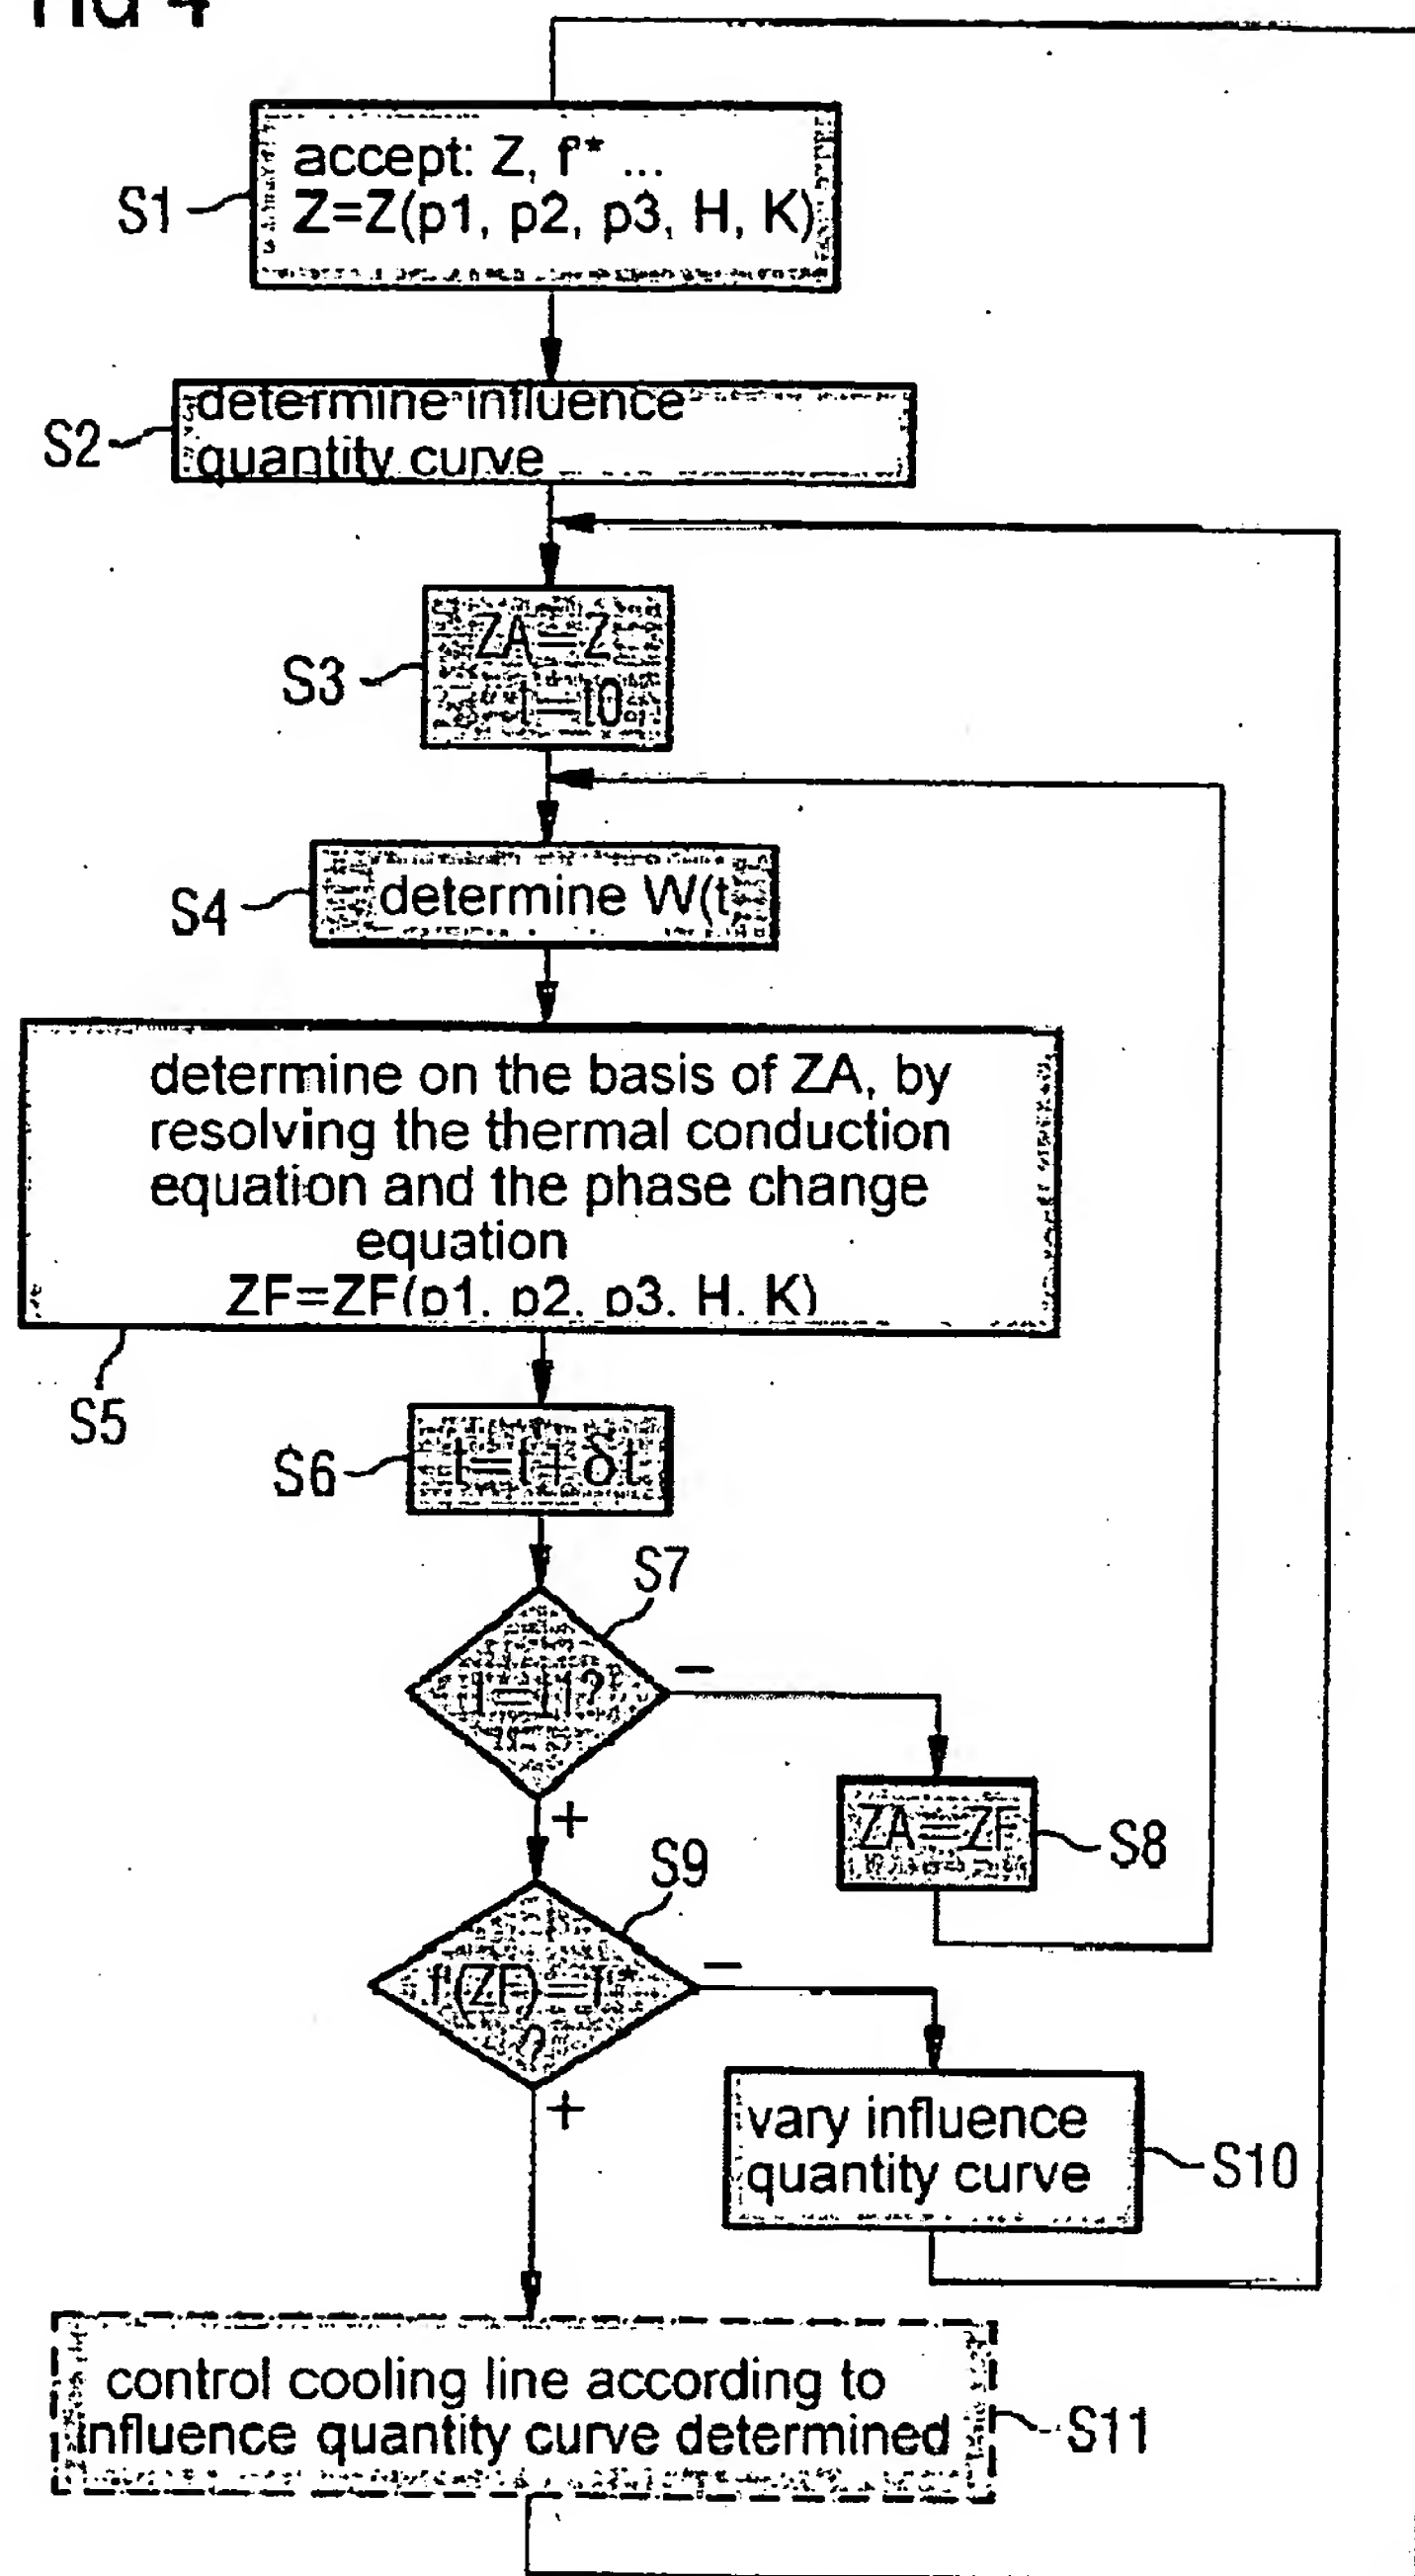 FIG 4
accept: Z, f* ...
Z=Z(p1, p2, p3, H, K)
S1
determine influence
quantity curve
S2
ZA=Z
t=t0
S3
determine W(t
S4
determine on the basis of ZA, by
resolving the thermal conduction
equation and the phase change
equation
ZF=ZF(p1, p2, p3, H, K)
S5
t=t+δt
S6
S7
t=t1?
−
+
ZA=ZF
S8
S9
f'(ZF)=f'*
?
−
+
vary influence
quantity curve
S10
control cooling line according to
influence quantity curve determined
S11